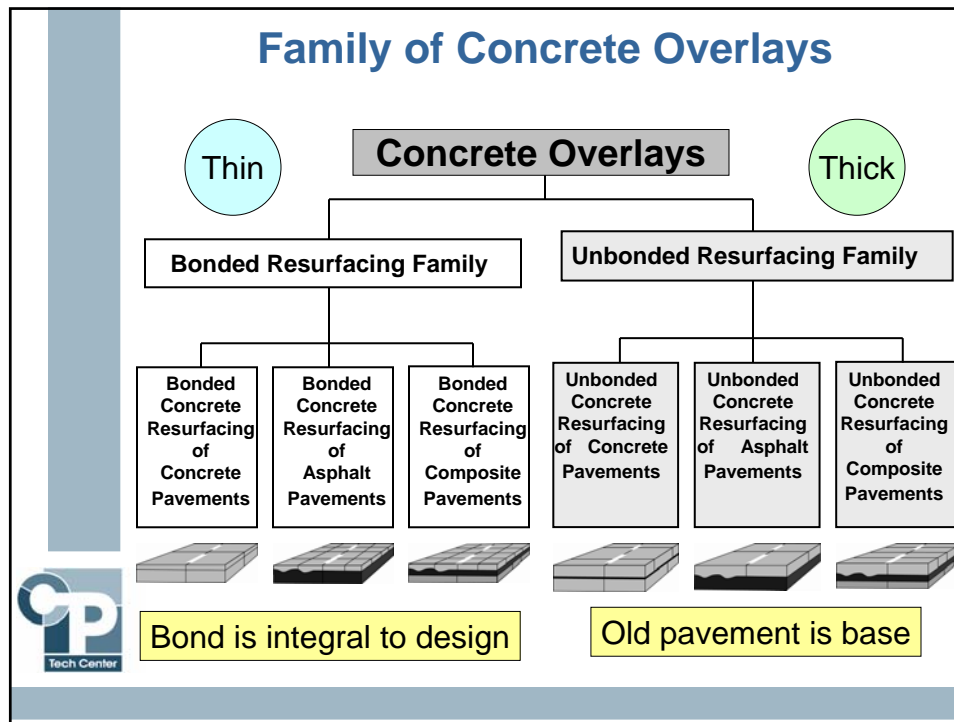 Family of Concrete Overlays
Thin
Concrete Overlays
Thick
Bonded Resurfacing Family
Unbonded Resurfacing Family
Bonded
Concrete
Resurfacing
of
Concrete
Pavements
Bonded
Concrete
Resurfacing
of
Asphalt
Pavements
Bonded
Concrete
Resurfacing
of
Composite
Pavements
Unbonded
Concrete
Resurfacing
of Concrete
Pavements
Unbonded
Concrete
Resurfacing
of Asphalt
Pavements
Unbonded
Concrete
Resurfacing
of
Composite
Pavements
Bond is integral to design
Old pavement is base
CP
Tech Center